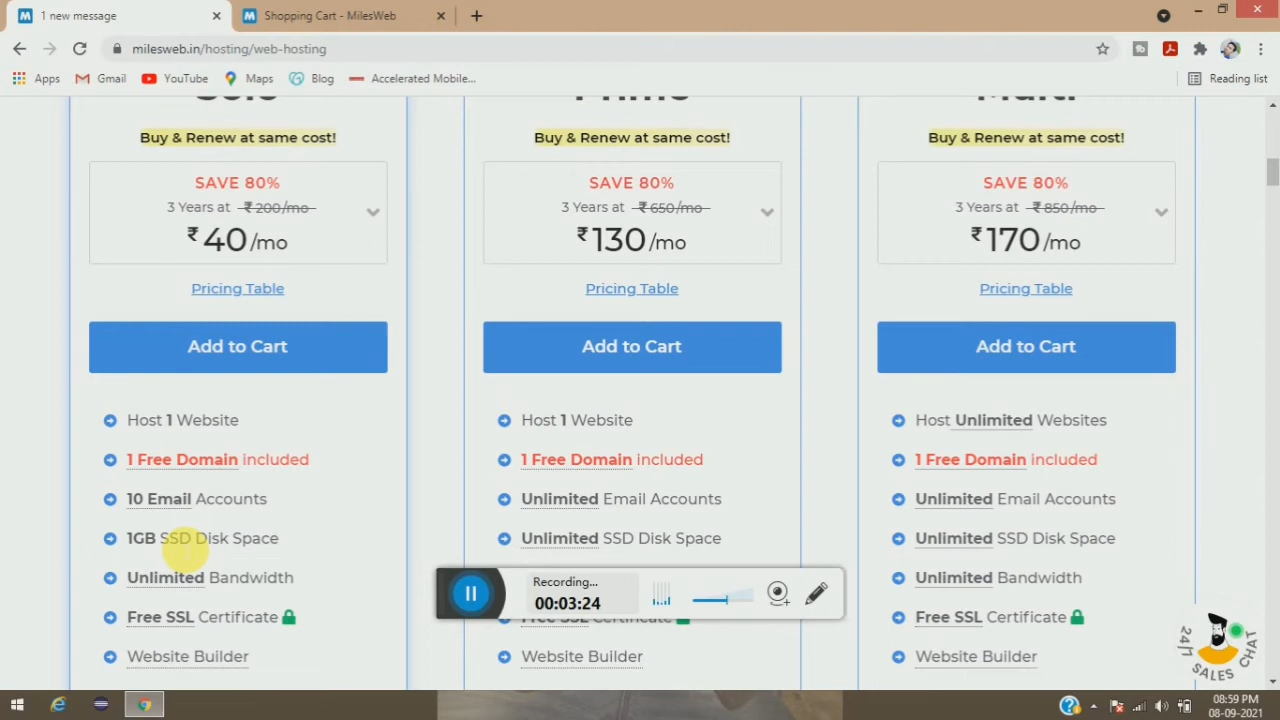 1 new message
Shopping Cart - MilesWeb
milesweb.in/hosting/web-hosting
Apps
Gmail
YouTube
Maps
Blog
Accelerated Mobile...
Reading list
Solo
Prime
Multi
Buy & Renew at same cost!
Buy & Renew at same cost!
Buy & Renew at same cost!
SAVE 80%
3 Years at ₹200/mo
₹40/mo
SAVE 80%
3 Years at ₹650/mo
₹130/mo
SAVE 80%
3 Years at ₹850/mo
₹170/mo
Pricing Table
Pricing Table
Pricing Table
Add to Cart
Add to Cart
Add to Cart
Host 1 Website
1 Free Domain included
10 Email Accounts
1GB SSD Disk Space
Unlimited Bandwidth
Free SSL Certificate
Website Builder
Host 1 Website
1 Free Domain included
Unlimited Email Accounts
Unlimited SSD Disk Space
Free SSL Certificate
Website Builder
Host Unlimited Websites
1 Free Domain included
Unlimited Email Accounts
Unlimited SSD Disk Space
Unlimited Bandwidth
Free SSL Certificate
Website Builder
Recording...
00:03:24
24/7
SALES CHAT
08:59 PM
08-09-2021